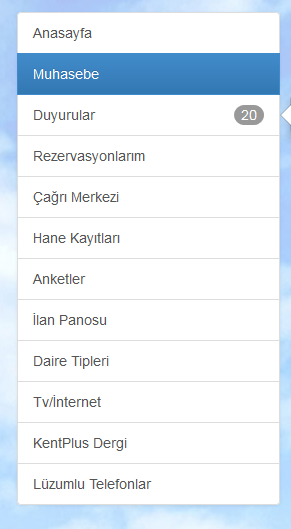 Anasayfa
Muhasebe
Duyurular 20
Rezervasyonlarım
Çağrı Merkezi
Hane Kayıtları
Anketler
İlan Panosu
Daire Tipleri
Tv/İnternet
KentPlus Dergi
Lüzumlu Telefonlar